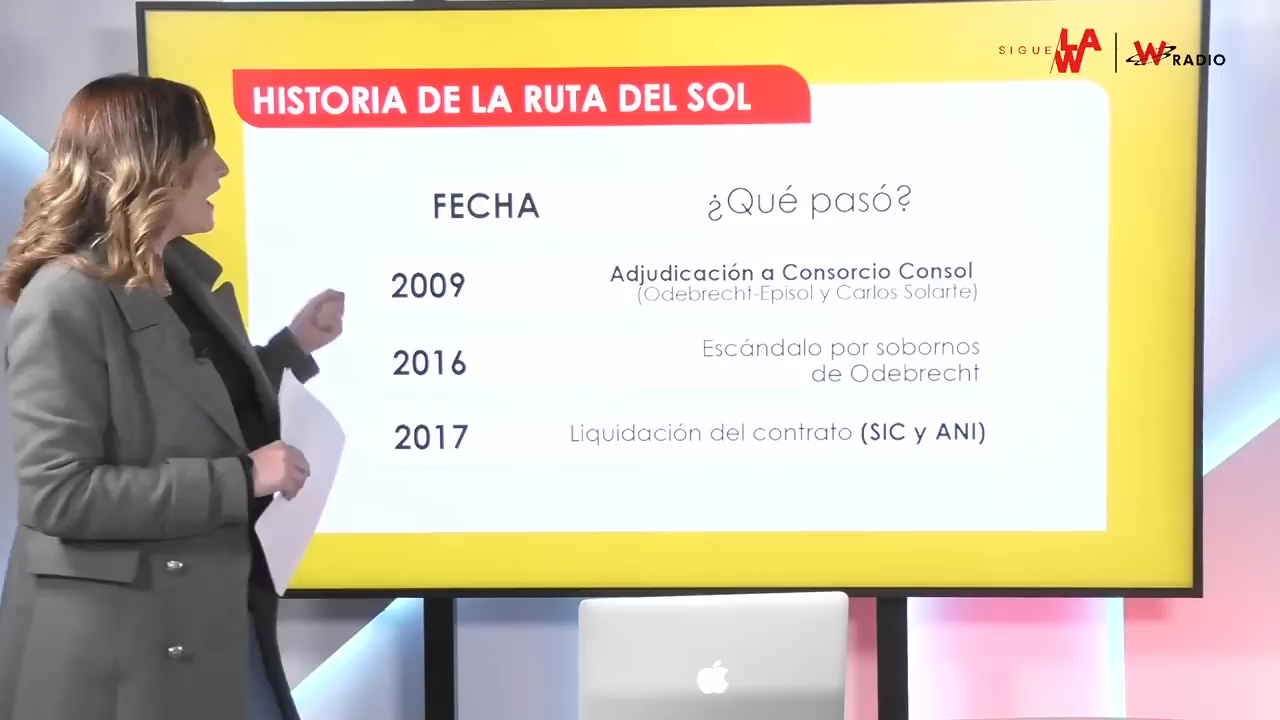 SIGUE LA W
W RADIO
HISTORIA DE LA RUTA DEL SOL
FECHA
¿Qué pasó?
2009
Adjudicación a Consorcio Consol
(Odebrecht-Episol y Carlos Solarte)
2016
Escándalo por sobornos
de Odebrecht
2017
Liquidación del contrato (SIC y ANI)